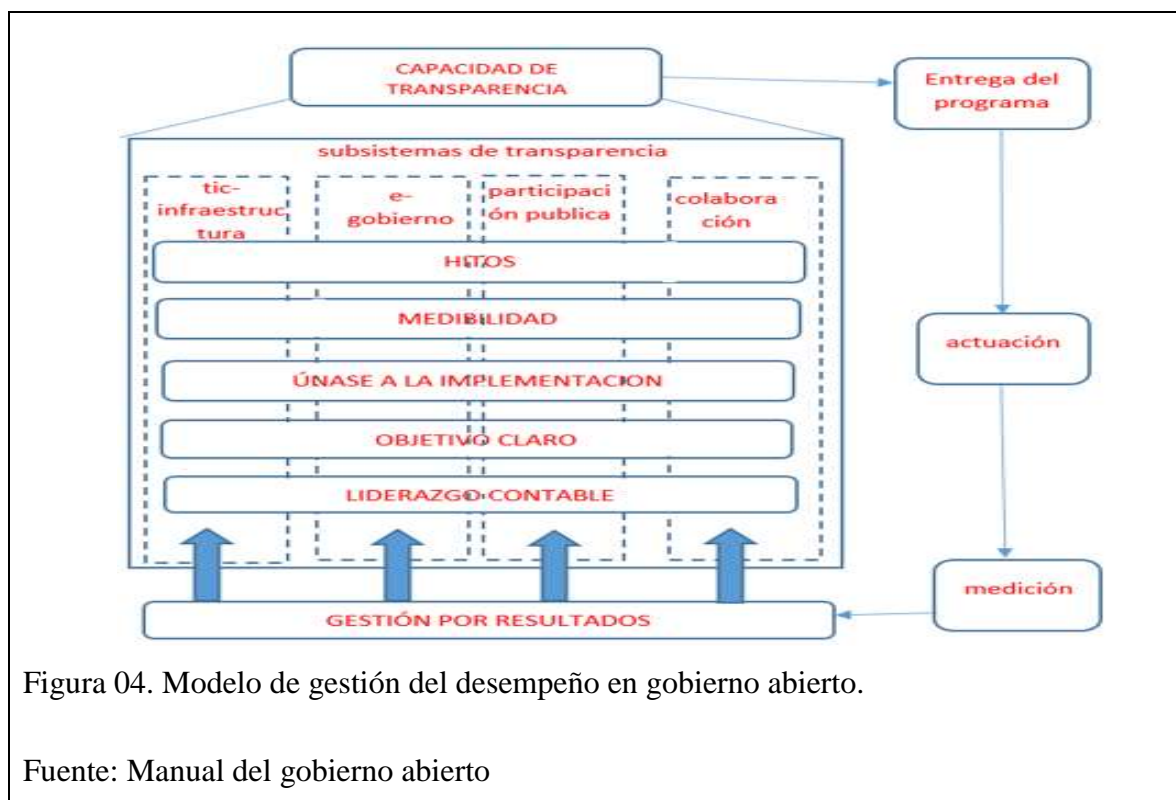 CAPACIDAD DE
TRANSPARENCIA
Entrega del
programa
subsistemas de transparencia
tic-
infraestruc
tura
e-
gobierno
participaci
ón publica
colabora
ción
HITOS
MEDIBILIDAD
ÚNASE A LA IMPLEMENTACION
OBJETIVO CLARO
LIDERAZGO CONTABLE
actuación
medición
GESTIÓN POR RESULTADOS
Figura 04. Modelo de gestión del desempeño en gobierno abierto.
Fuente: Manual del gobierno abierto